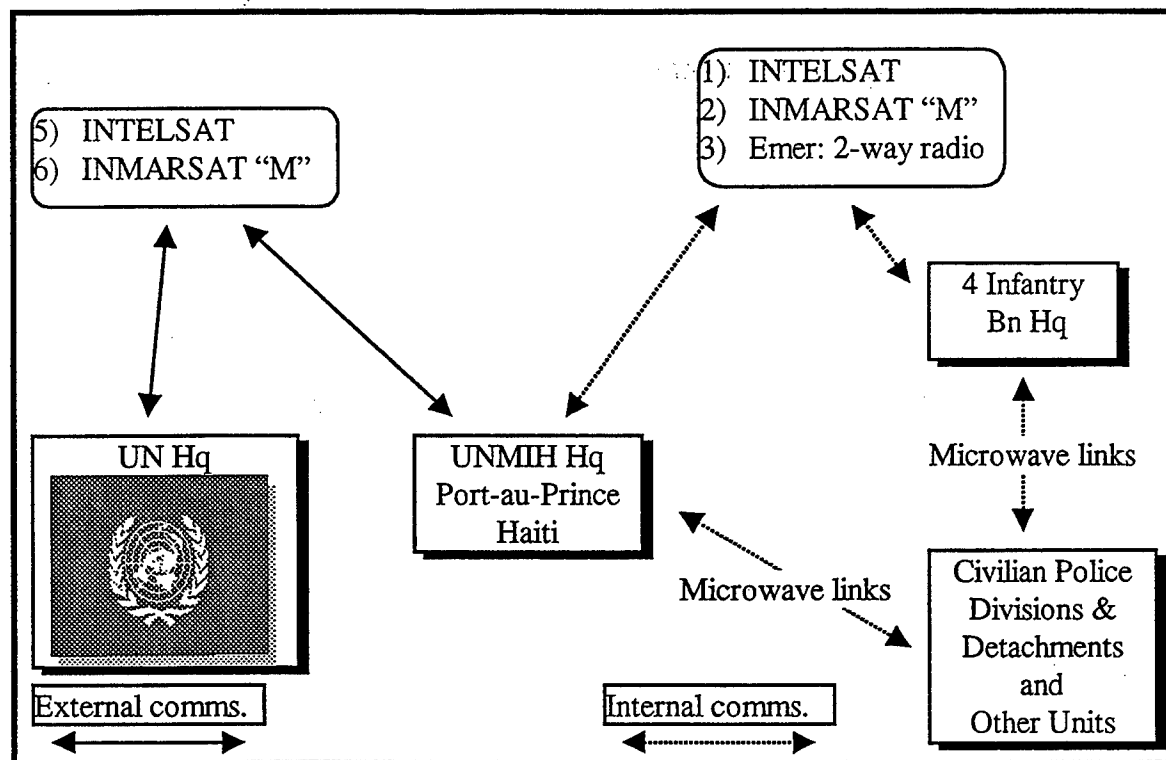 5) INTELSAT
6) INMARSAT “M”
1) INTELSAT
2) INMARSAT “M”
3) Emer: 2-way radio
4 Infantry
Bn Hq
UN Hq
UNMIH Hq
Port-au-Prince
Haiti
Microwave links
Microwave links
Civilian Police
Divisions &
Detachments
and
Other Units
External comms.
Internal comms.